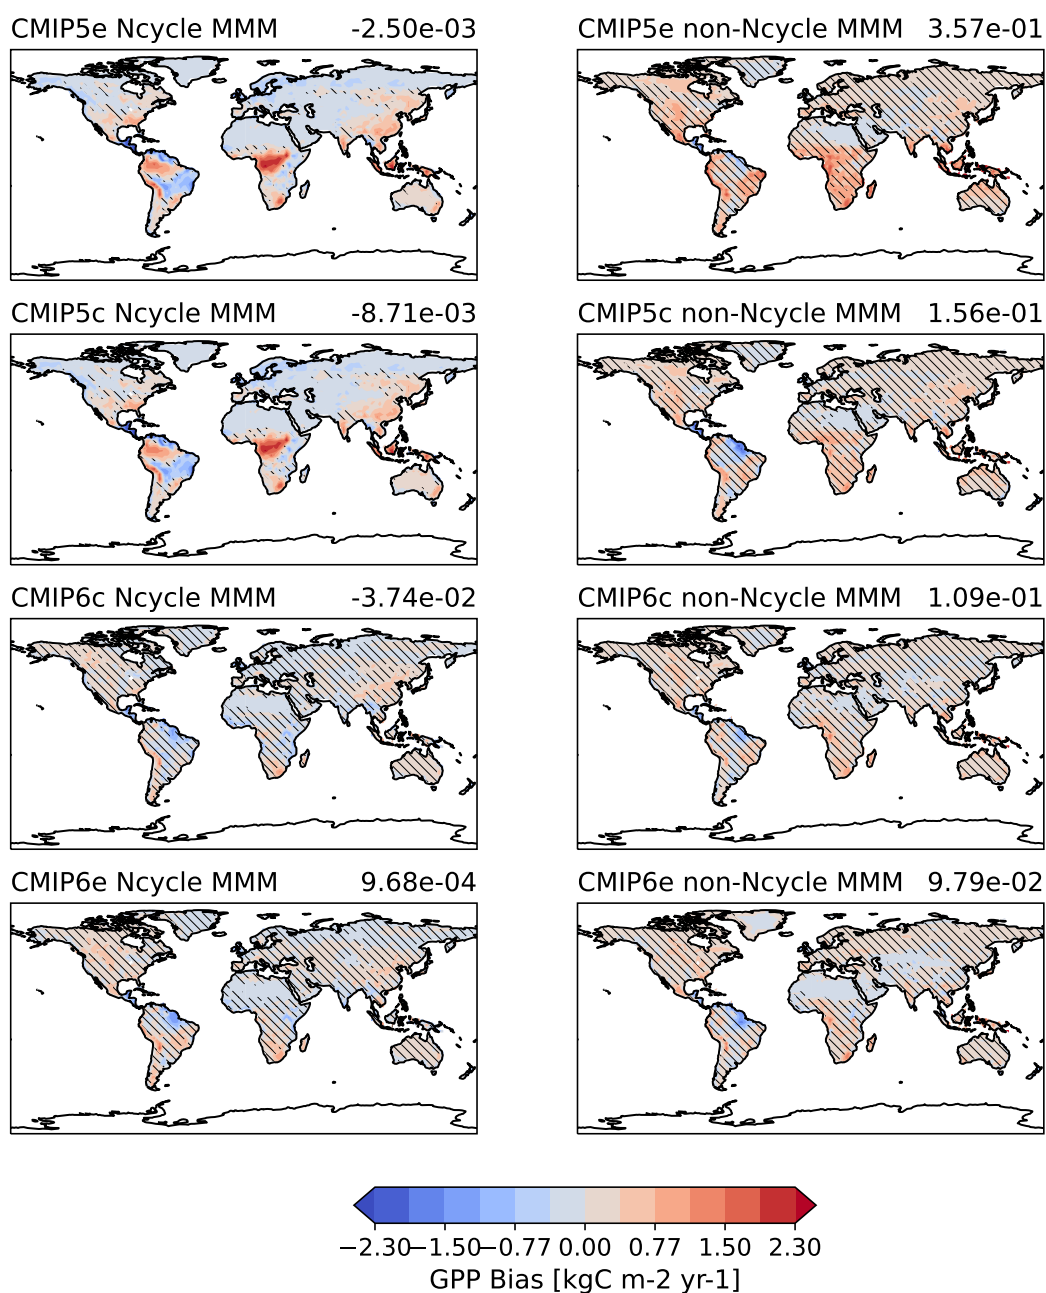 CMIP5e Ncycle MMM -2.50e-03
CMIP5e non-Ncycle MMM 3.57e-01
CMIP5c Ncycle MMM -8.71e-03
CMIP5c non-Ncycle MMM 1.56e-01
CMIP6c Ncycle MMM -3.74e-02
CMIP6c non-Ncycle MMM 1.09e-01
CMIP6e Ncycle MMM 9.68e-04
CMIP6e non-Ncycle MMM 9.79e-02
−2.30 −1.50 −0.77 0.00 0.77 1.50 2.30
GPP Bias [kgC m-2 yr-1]